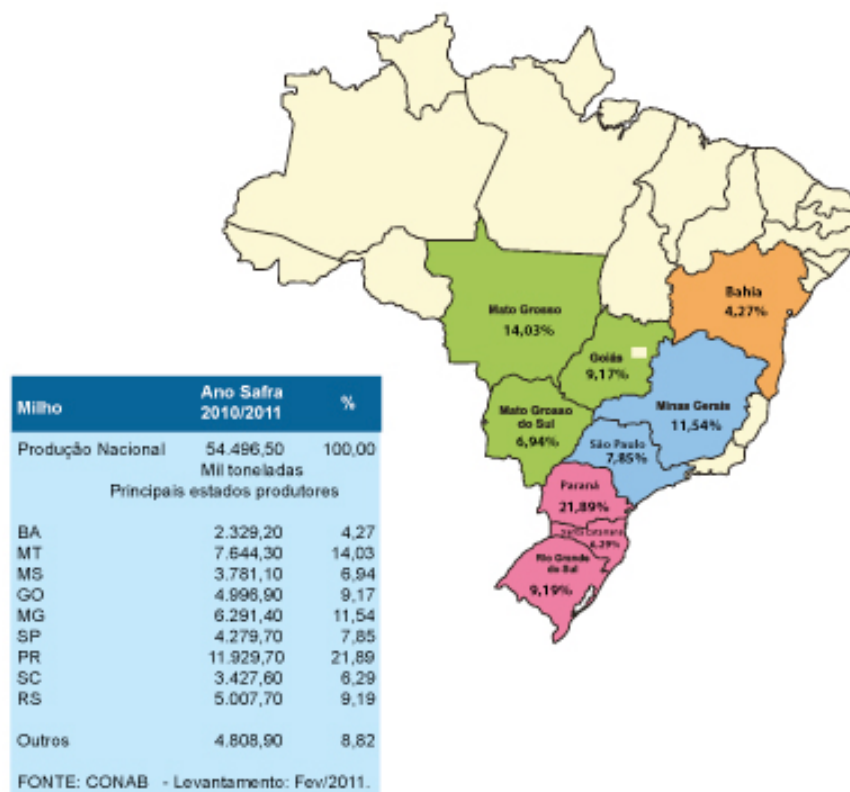 Bahia
4,27%
Mato Grosso
14,03%
Goiás
9,17%
Mato Grosso
do Sul
6,94%
Minas Gerais
11,54%
São Paulo
7,85%
Paraná
21,89%
Santa Catarina
6,29%
Rio Grande
do Sul
9,19%
Milho Ano Safra 2010/2011 %
Produção Nacional 54.496,50 100,00
Mil toneladas
Principais estados produtores
BA 2.329,20 4,27
MT 7.644,30 14,03
MS 3.781,10 6,94
GO 4.996,90 9,17
MG 6.291,40 11,54
SP 4.279,70 7,85
PR 11.929,70 21,89
SC 3.427,60 6,29
RS 5.007,70 9,19
Outros 4.808,90 8,82
FONTE: CONAB - Levantamento: Fev/2011.